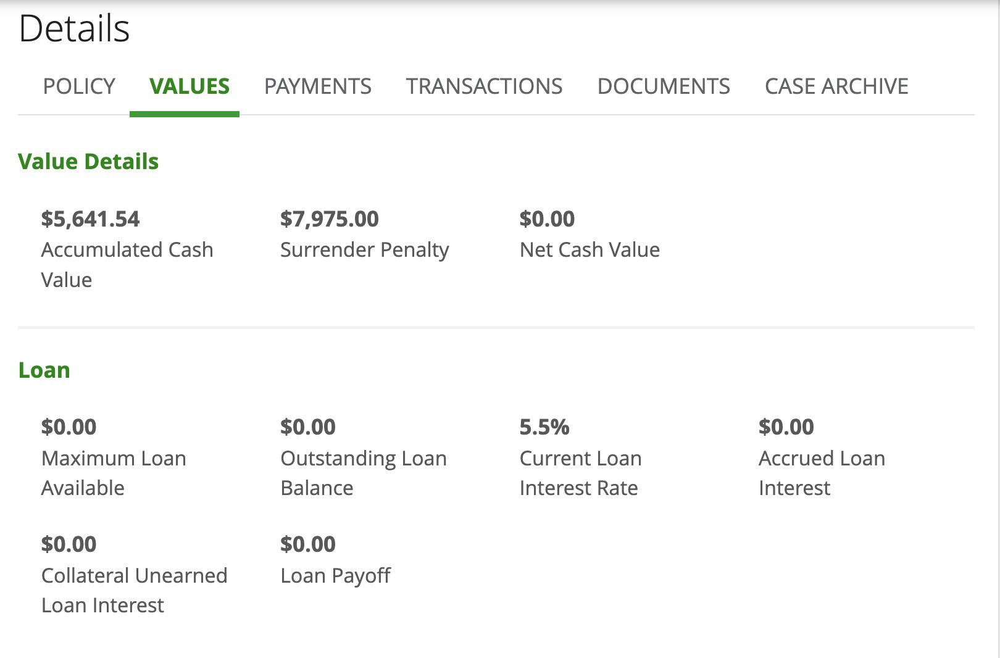 Details
POLICY VALUES PAYMENTS TRANSACTIONS DOCUMENTS CASE ARCHIVE
Value Details
$5,641.54 $7,975.00 $0.00
Accumulated Cash Surrender Penalty Net Cash Value
Value
Loan
$0.00 $0.00 5.5% $0.00
Maximum Loan Outstanding Loan Current Loan Accrued Loan
Available Balance Interest Rate Interest
$0.00 $0.00
Collateral Unearned Loan Payoff
Loan Interest